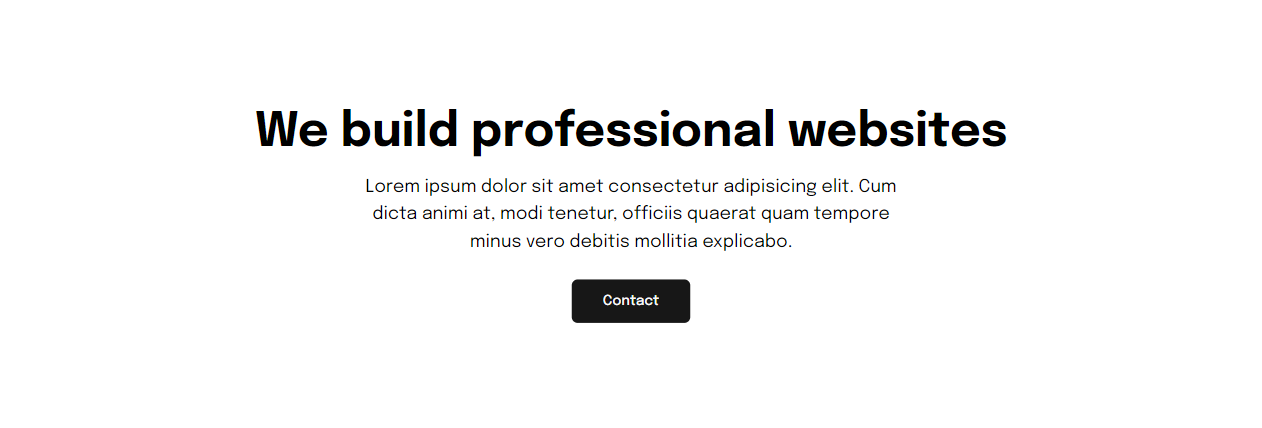 We build professional websites
Lorem ipsum dolor sit amet consectetur adipisicing elit. Cum
dicta animi at, modi tenetur, officiis quaerat quam tempore
minus vero debitis mollitia explicabo.
Contact